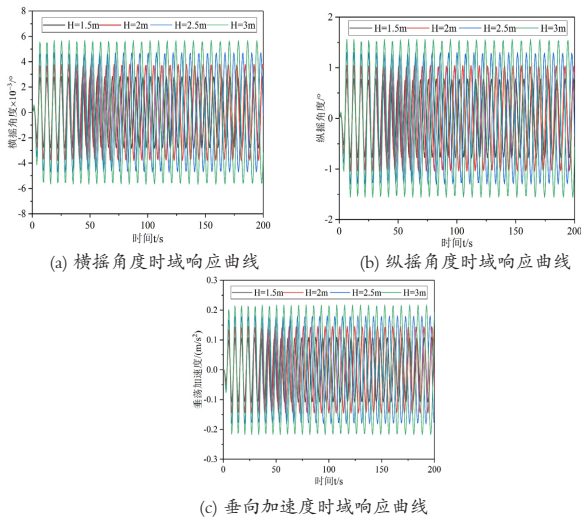 H=1.5m H=2m H=2.5m H=3m
8
6
4
2
0
-2
-4
-6
-8
横摇角度×10⁻³/°
0 50 100 150 200
时间t/s
(a) 横摇角度时域响应曲线
H=1.5m H=2m H=2.5m H=3m
2
1
0
-1
-2
纵摇角度/°
0 25 50 75 100 125 150 175 200
时间t/s
(b) 纵摇角度时域响应曲线
H=1.5m H=2m H=2.5m H=3m
0.3
0.2
0.1
0.0
-0.1
-0.2
-0.3
垂荡加速度/(m/s²)
0 50 100 150 200
时间t/s
(c) 垂向加速度时域响应曲线